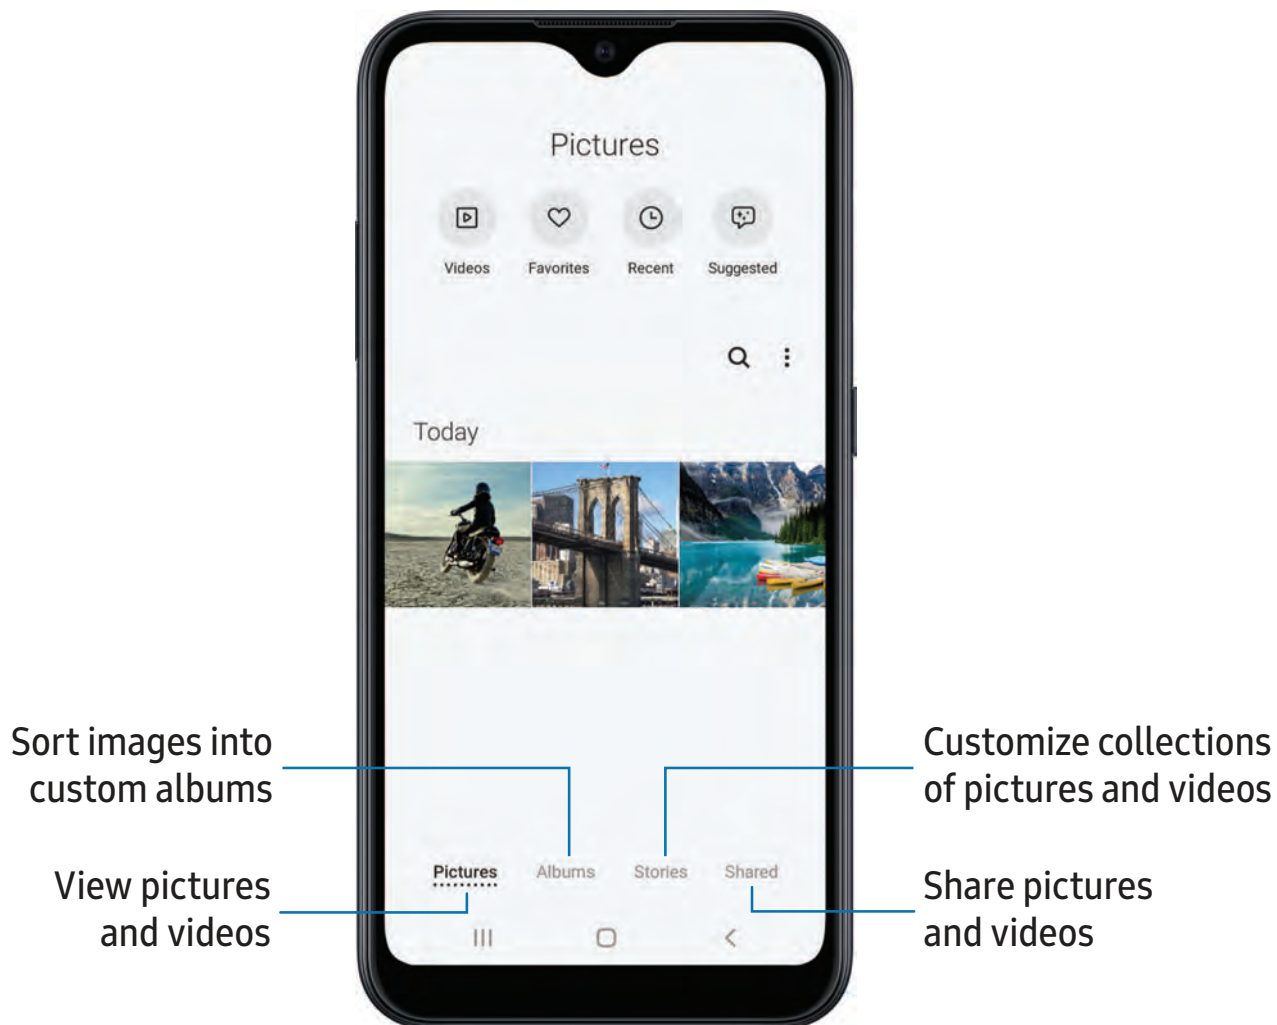 Pictures
Videos Favorites Recent Suggested
Today
Sort images into
custom albums
Customize collections
of pictures and videos
Pictures Albums Stories Shared
View pictures
and videos
Share pictures
and videos